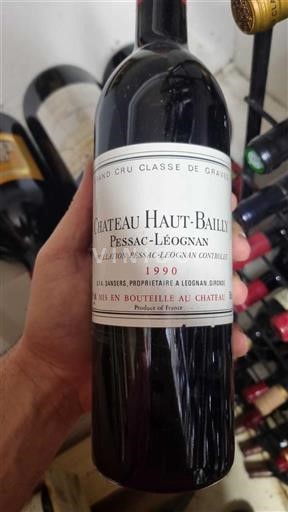 GRAND CRU CLASSE DE GRAVES
CHATEAU HAUT-BAILLY
PESSAC-LÉOGNAN
APPELLATION PESSAC-LEOGNAN CONTROLEE
1990
SANDERS, PROPRIETAIRE A LEOGNAN, GIRONDE
MIS EN BOUTEILLE AU CHATEAU
Produce of France